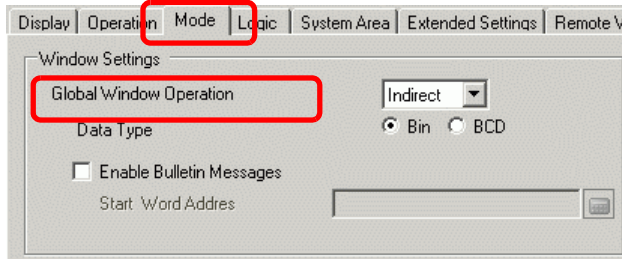 Display Operation Mode Logic System Area Extended Settings Remote
Window Settings
Global Window Operation Indirect
Data Type Bin BCD
Enable Bulletin Messages
Start Word Addres